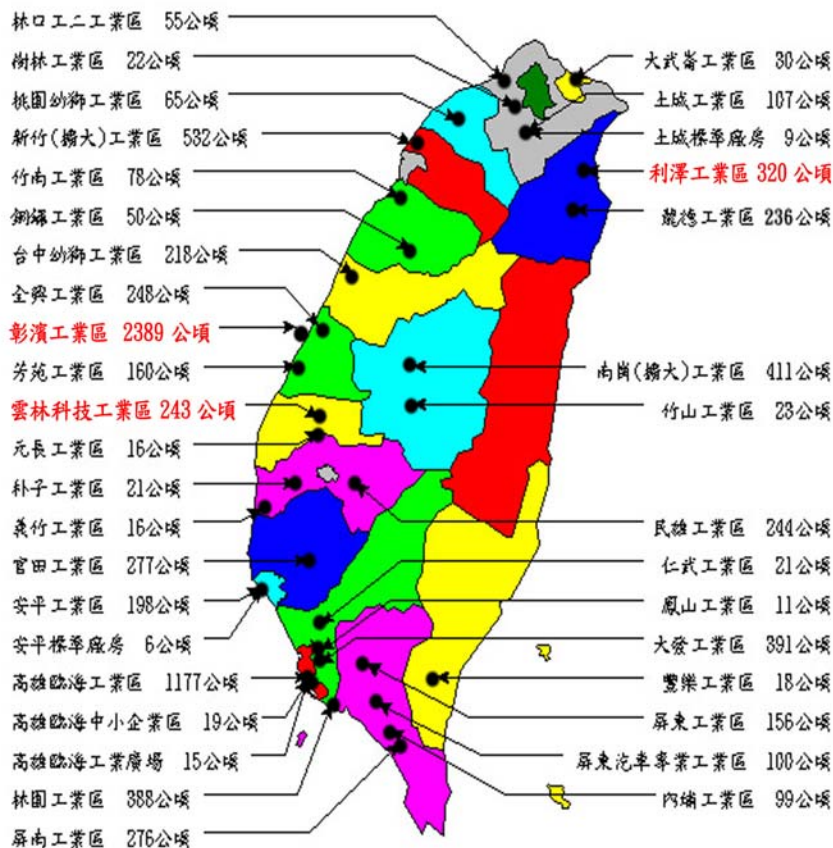 林口工二工業區 55公頃
樹林工業區 22公頃
桃園幼獅工業區 65公頃
新竹(擴大)工業區 532公頃
竹南工業區 78公頃
銅鑼工業區 50公頃
台中幼獅工業區 218公頃
全興工業區 248公頃
彰濱工業區 2389 公頃
芳苑工業區 160公頃
雲林科技工業區 243 公頃
元長工業區 16公頃
朴子工業區 21公頃
義竹工業區 16公頃
官田工業區 277公頃
安平工業區 198公頃
安平標準廠房 6公頃
高雄臨海工業區 1177公頃
高雄臨海中小企業區 19公頃
高雄臨海工業廣場 15公頃
林園工業區 388公頃
屏南工業區 276公頃
大武崙工業區 30公頃
土城工業區 107公頃
土城標準廠房 9公頃
利澤工業區 320 公頃
龍德工業區 236公頃
南崗(擴大)工業區 411公頃
竹山工業區 23公頃
民雄工業區 244公頃
仁武工業區 21公頃
鳳山工業區 11公頃
大發工業區 391公頃
豐樂工業區 18公頃
屏東工業區 156公頃
屏東汽車專業工業區 100公頃
內埔工業區 99公頃